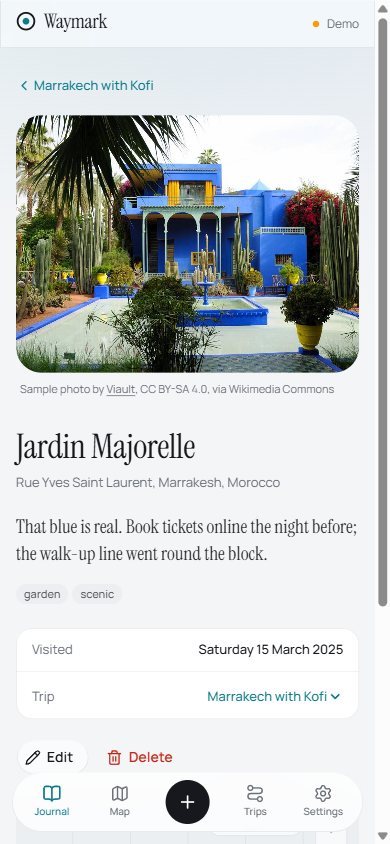 Waymark
Demo
Marrakech with Kofi
Sample photo by Viault, CC BY-SA 4.0, via Wikimedia Commons
Jardin Majorelle
Rue Yves Saint Laurent, Marrakesh, Morocco
That blue is real. Book tickets online the night before;
the walk-up line went round the block.
garden scenic
Visited Saturday 15 March 2025
Trip Marrakech with Kofi
Edit Delete
Journal Map Trips Settings